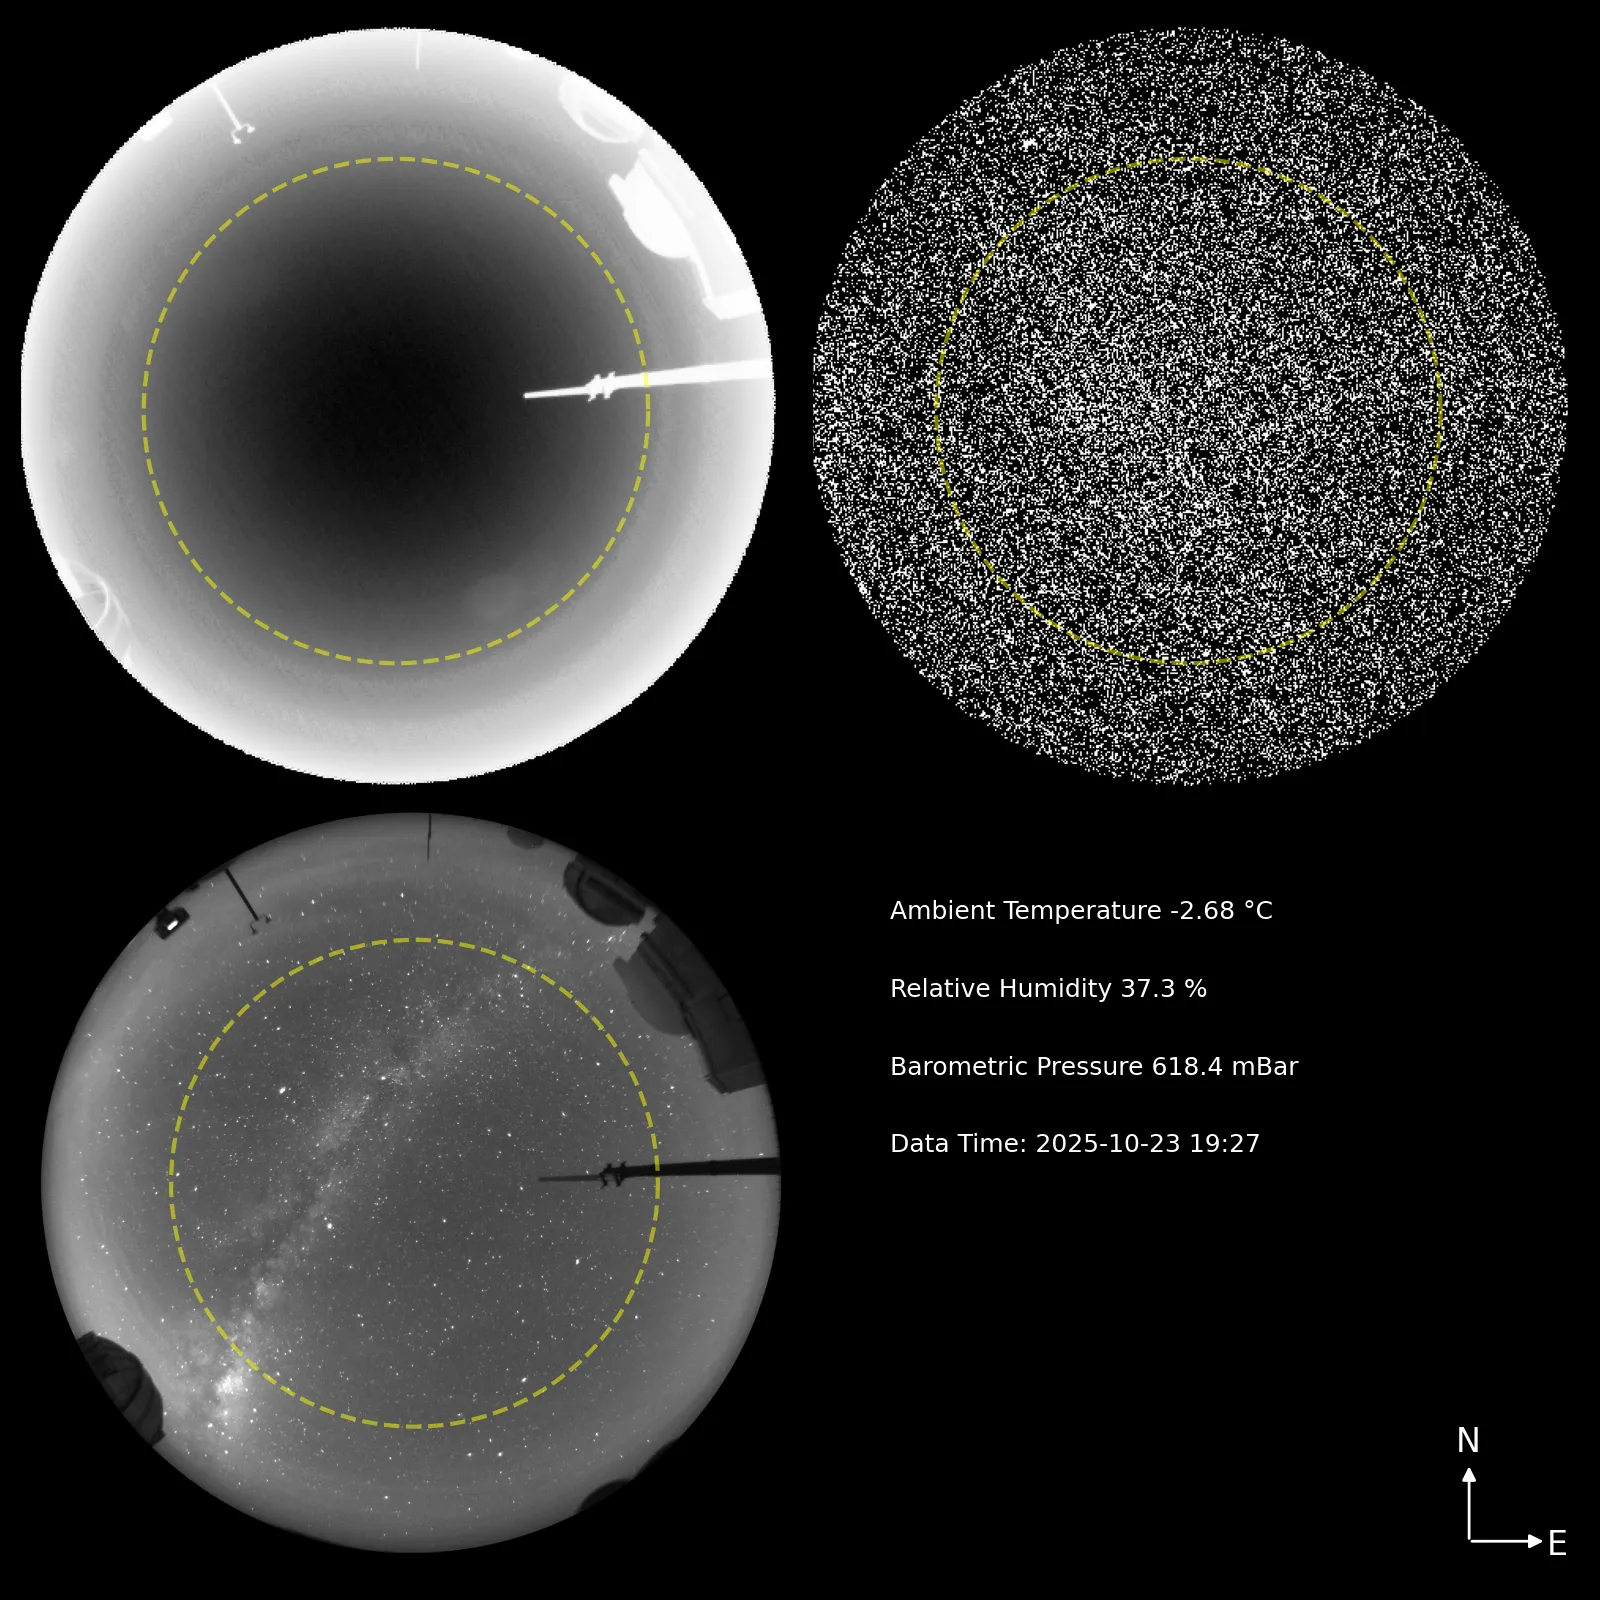 Ambient Temperature -2.68 °C
Relative Humidity 37.3 %
Barometric Pressure 618.4 mBar
Data Time: 2025-10-23 19:27
N
E